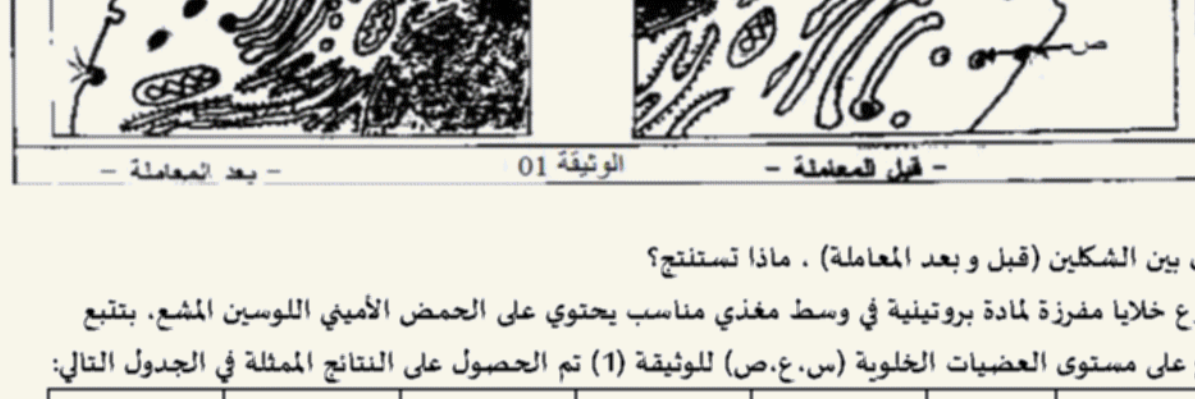 ص
- قبل المعاملة -
الوثيقة 01
- بعد المعاملة -
بين الشكلين (قبل و بعد المعاملة) . ماذا تستنتج؟
خلايا مفرزة لمادة بروتينية في وسط مغذي مناسب يحتوي على الحمض الأميني اللوسين المشع. بتتبع
على مستوى العضيات الخلوية (س.ع.ص) للوثيقة (1) تم الحصول على النتائج الممثلة في الجدول التالي: